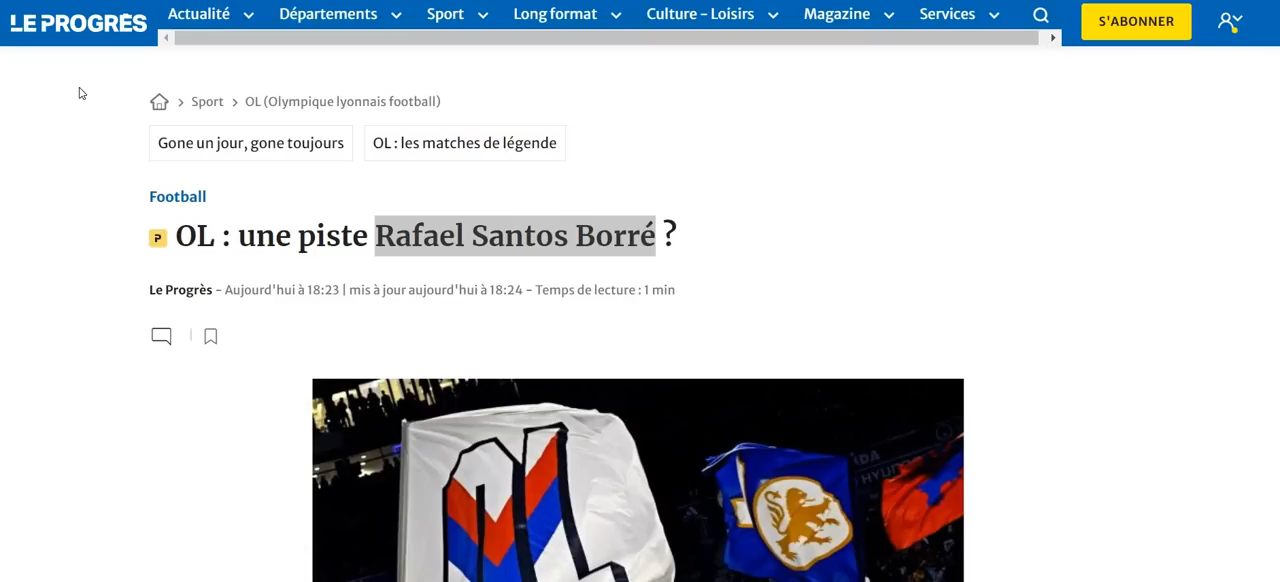 LE PROGRÈS
Actualité Départements Sport Long format Culture – Loisirs Magazine Services S'ABONNER
Sport OL (Olympique lyonnais football)
Gone un jour, gone toujours OL : les matches de légende
Football
P OL : une piste Rafael Santos Borré ?
Le Progrès - Aujourd'hui à 18:23 | mis à jour aujourd'hui à 18:24 - Temps de lecture : 1 min
OL
HYUN